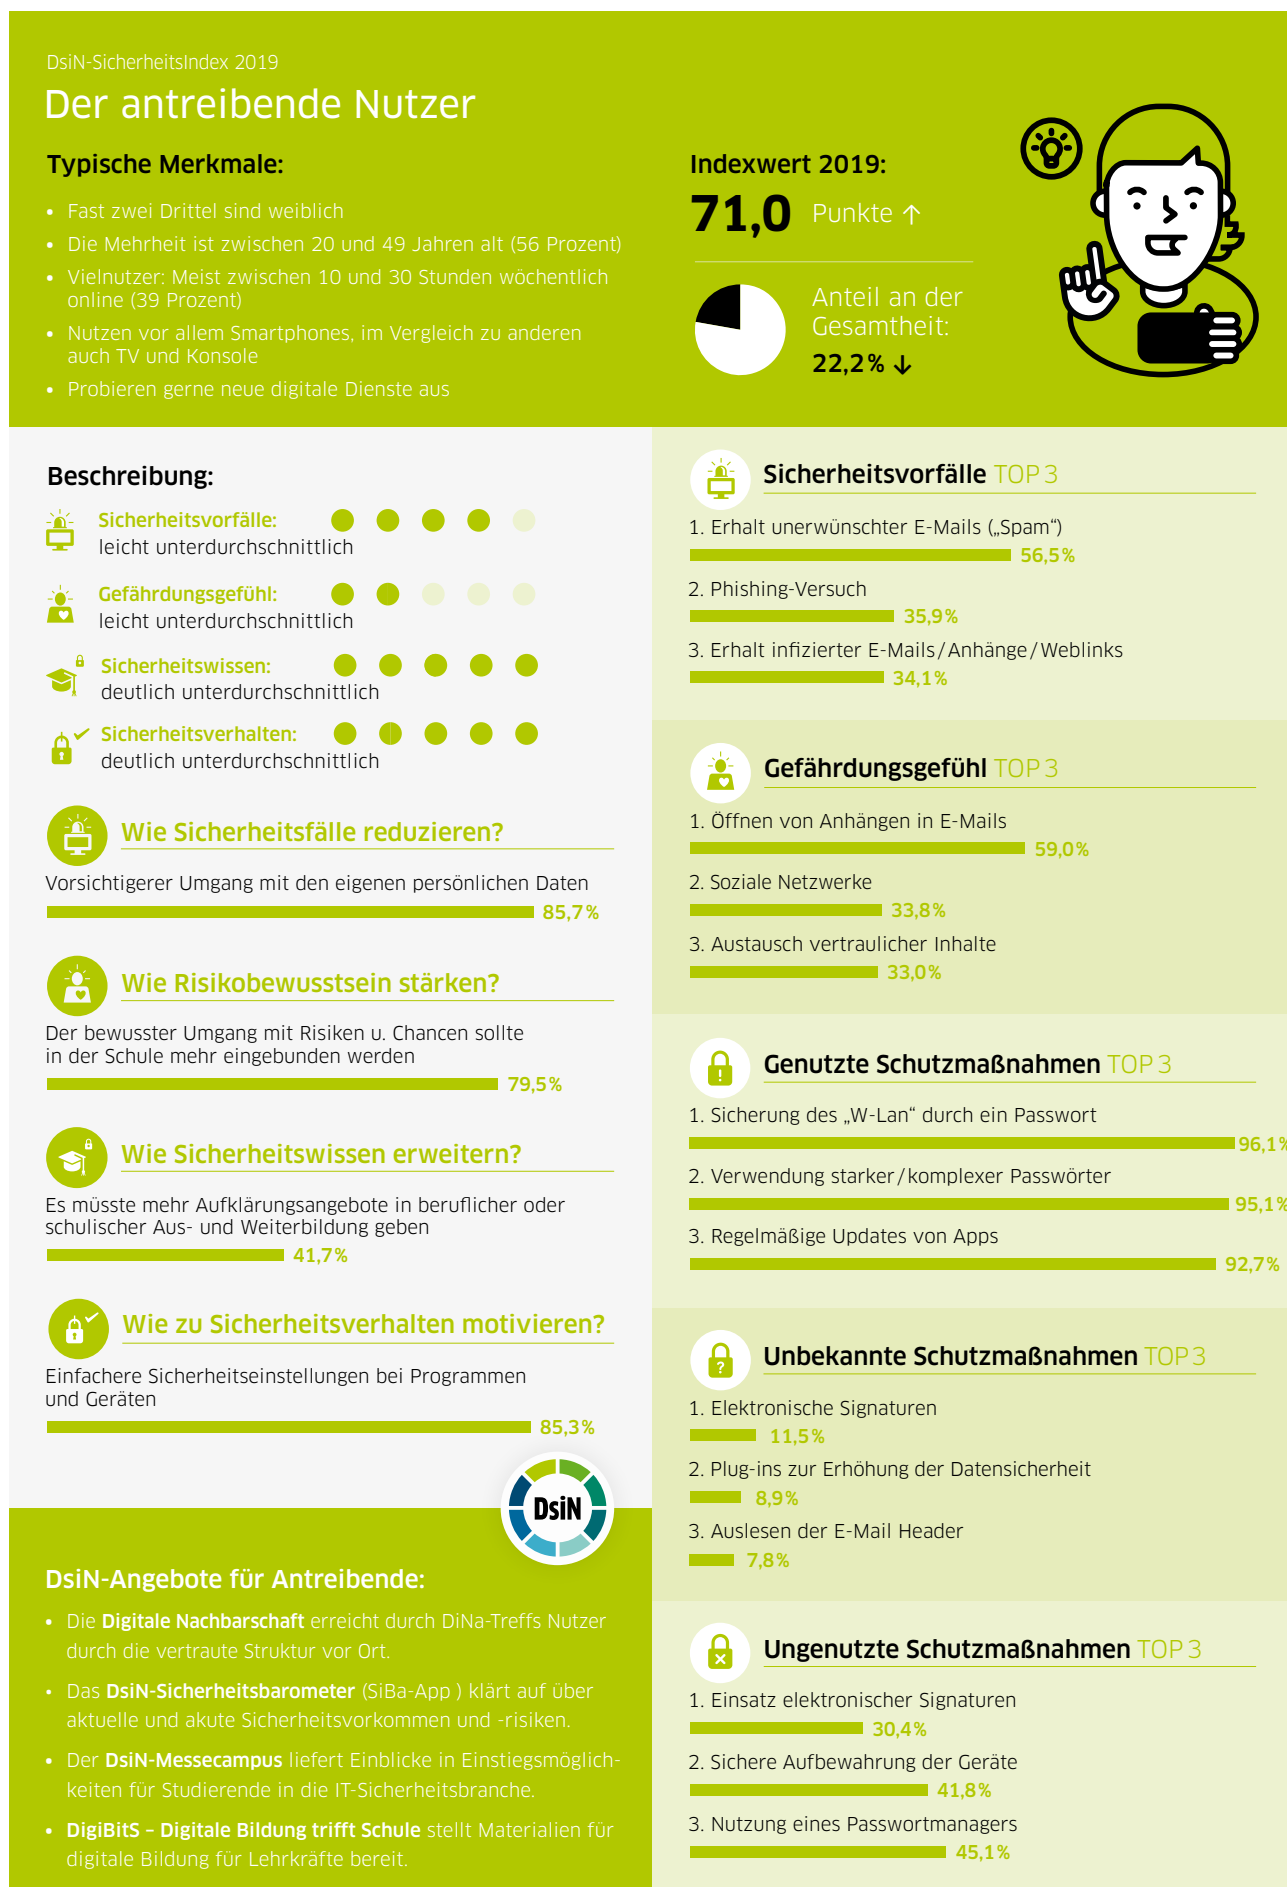 DsiN-SicherheitsIndex 2019
Der antreibende Nutzer
Typische Merkmale:
• Fast zwei Drittel sind weiblich
• Die Mehrheit ist zwischen 20 und 49 Jahren alt (56 Prozent)
• Vielnutzer: Meist zwischen 10 und 30 Stunden wöchentlich
online (39 Prozent)
• Nutzen vor allem Smartphones, im Vergleich zu anderen
auch TV und Konsole
• Probieren gerne neue digitale Dienste aus
Indexwert 2019:
71,0 Punkte ↑
Anteil an der
Gesamtheit:
22,2% ↓
Beschreibung:
Sicherheitsvorfälle:
leicht unterdurchschnittlich
Gefährdungsgefühl:
leicht unterdurchschnittlich
Sicherheitswissen:
deutlich unterdurchschnittlich
Sicherheitsverhalten:
deutlich unterdurchschnittlich
Wie Sicherheitsfälle reduzieren?
Vorsichtigerer Umgang mit den eigenen persönlichen Daten
85,7%
Wie Risikobewusstsein stärken?
Der bewusster Umgang mit Risiken u. Chancen sollte
in der Schule mehr eingebunden werden
79,5%
Wie Sicherheitswissen erweitern?
Es müsste mehr Aufklärungsangebote in beruflicher oder
schulischer Aus- und Weiterbildung geben
41,7%
Wie zu Sicherheitsverhalten motivieren?
Einfachere Sicherheitseinstellungen bei Programmen
und Geräten
85,3%
DsiN
DsiN-Angebote für Antreibende:
• Die Digitale Nachbarschaft erreicht durch DiNa-Treffs Nutzer
durch die vertraute Struktur vor Ort.
• Das DsiN-Sicherheitsbarometer (SiBa-App ) klärt auf über
aktuelle und akute Sicherheitsvorkommen und -risiken.
• Der DsiN-Messecampus liefert Einblicke in Einstiegsmöglich-
keiten für Studierende in die IT-Sicherheitsbranche.
• DigiBitS – Digitale Bildung trifft Schule stellt Materialien für
digitale Bildung für Lehrkräfte bereit.
Sicherheitsvorfälle TOP 3
1. Erhalt unerwünschter E-Mails („Spam“)
56,5%
2. Phishing-Versuch
35,9%
3. Erhalt infizierter E-Mails/Anhänge/Weblinks
34,1%
Gefährdungsgefühl TOP 3
1. Öffnen von Anhängen in E-Mails
59,0%
2. Soziale Netzwerke
33,8%
3. Austausch vertraulicher Inhalte
33,0%
Genutzte Schutzmaßnahmen TOP 3
1. Sicherung des „W-Lan“ durch ein Passwort
96,1%
2. Verwendung starker/komplexer Passwörter
95,1%
3. Regelmäßige Updates von Apps
92,7%
Unbekannte Schutzmaßnahmen TOP 3
1. Elektronische Signaturen
11,5%
2. Plug-ins zur Erhöhung der Datensicherheit
8,9%
3. Auslesen der E-Mail Header
7,8%
Ungenutzte Schutzmaßnahmen TOP 3
1. Einsatz elektronischer Signaturen
30,4%
2. Sichere Aufbewahrung der Geräte
41,8%
3. Nutzung eines Passwortmanagers
45,1%